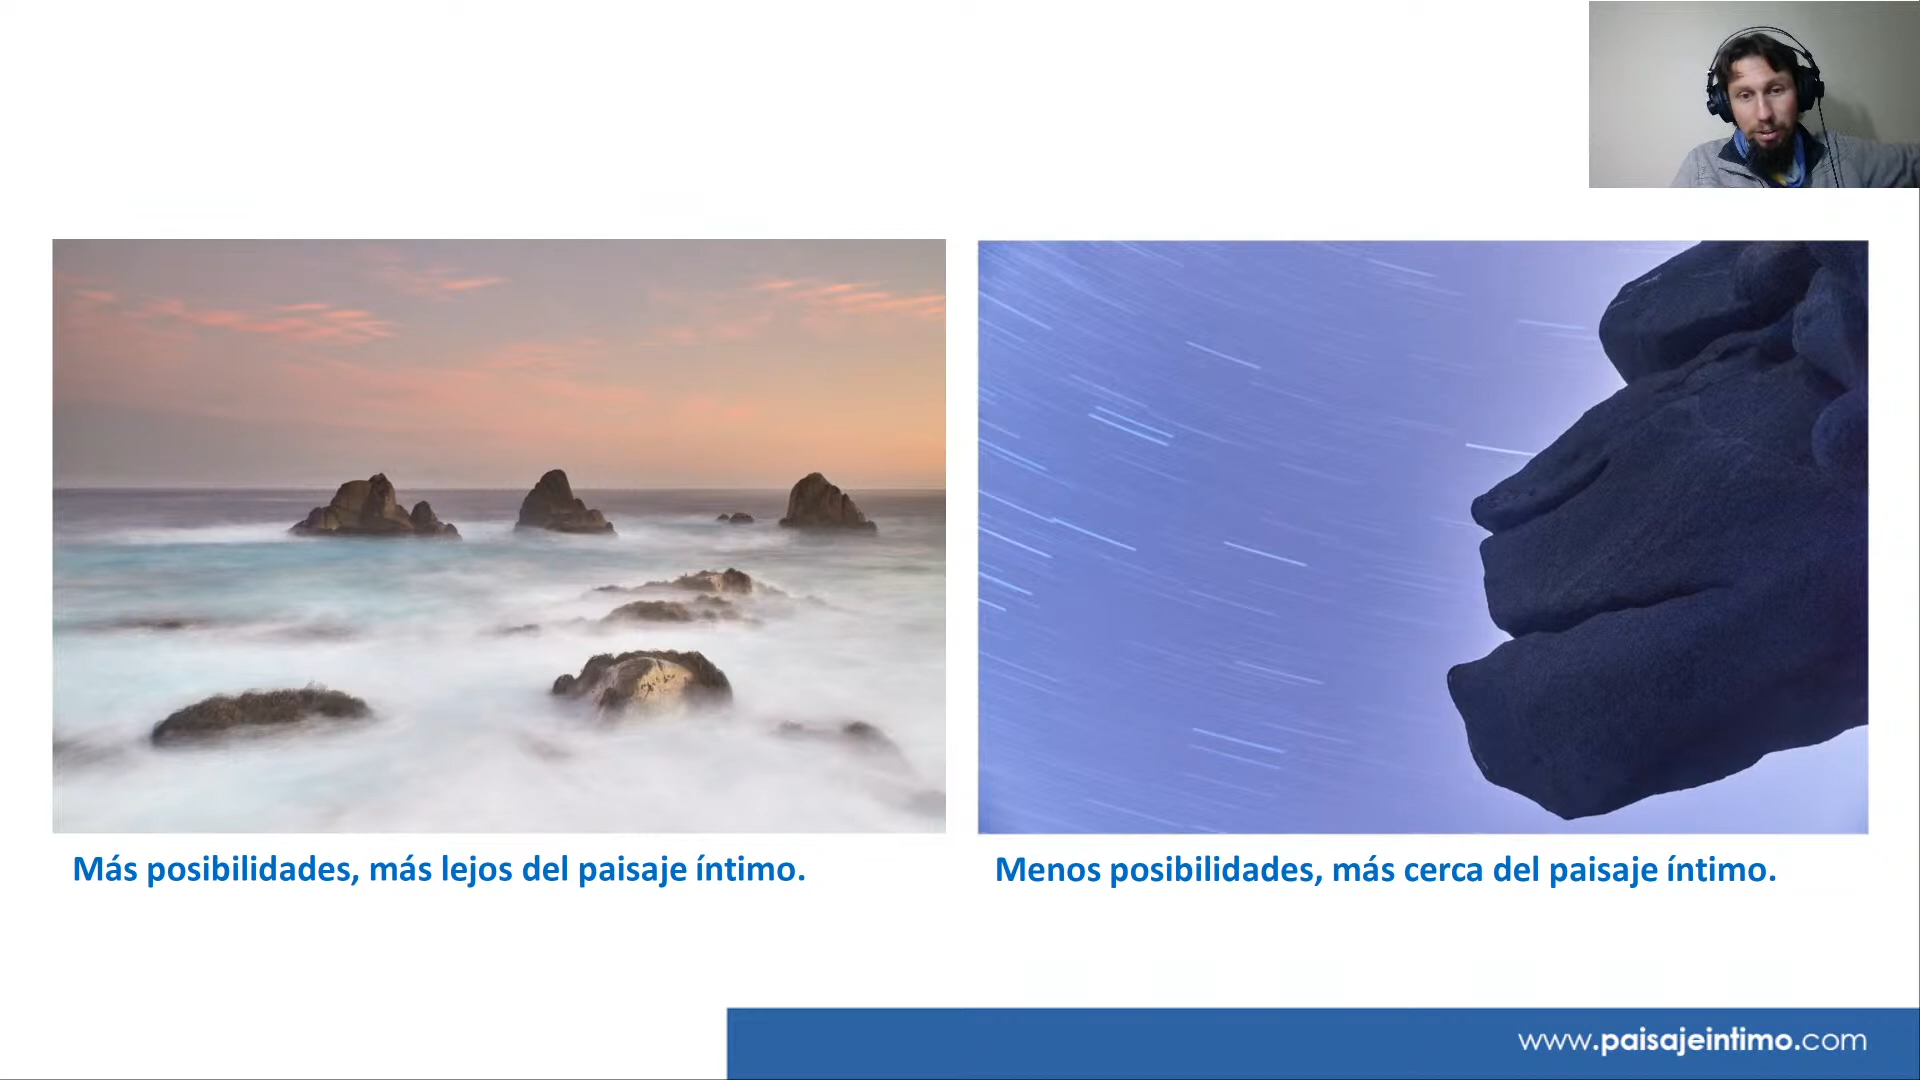 Más posibilidades, más lejos del paisaje íntimo.
Menos posibilidades, más cerca del paisaje íntimo.
www.paisajeintimo.com